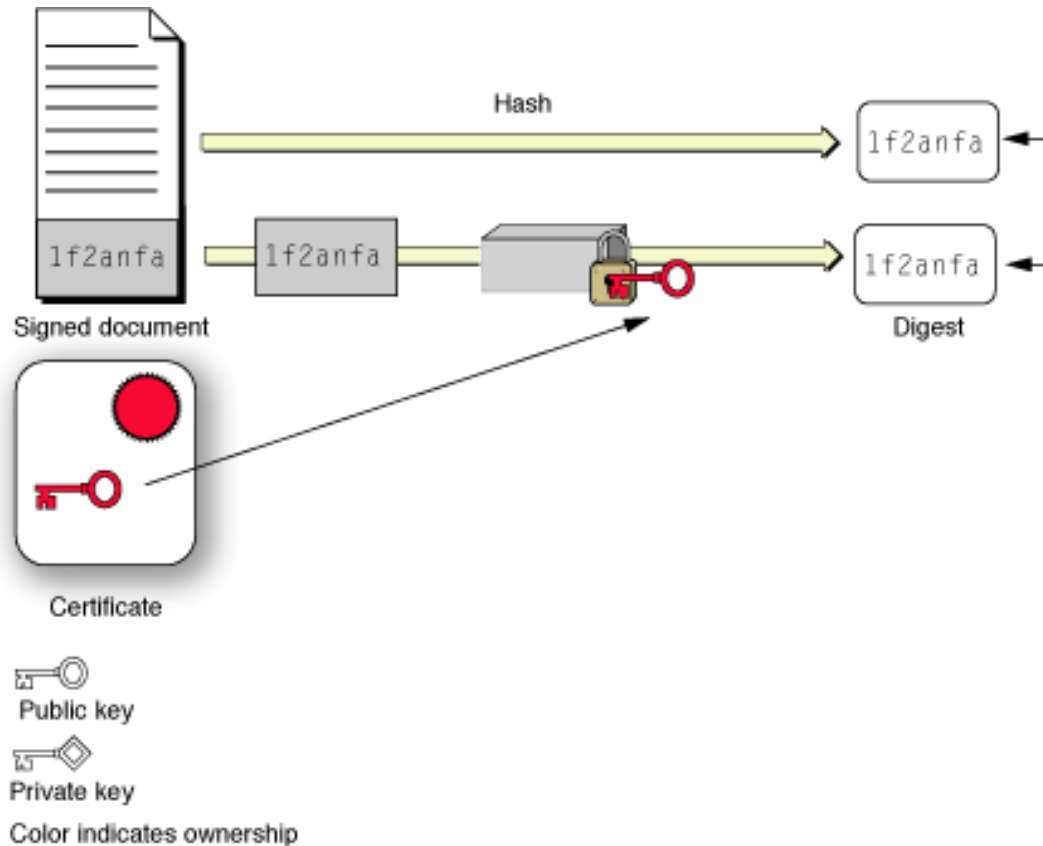 Hash
1f2anfa
1f2anfa
1f2anfa
1f2anfa
Signed document
Digest
Certificate
Public key
Private key
Color indicates ownership